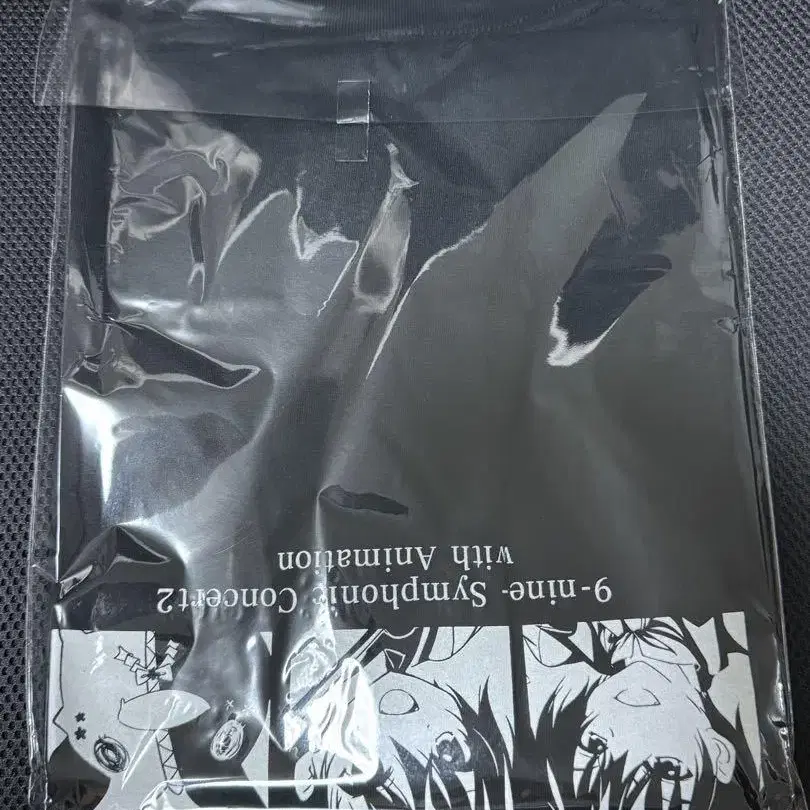 9-nine- Symphonic Concert2
with Animation